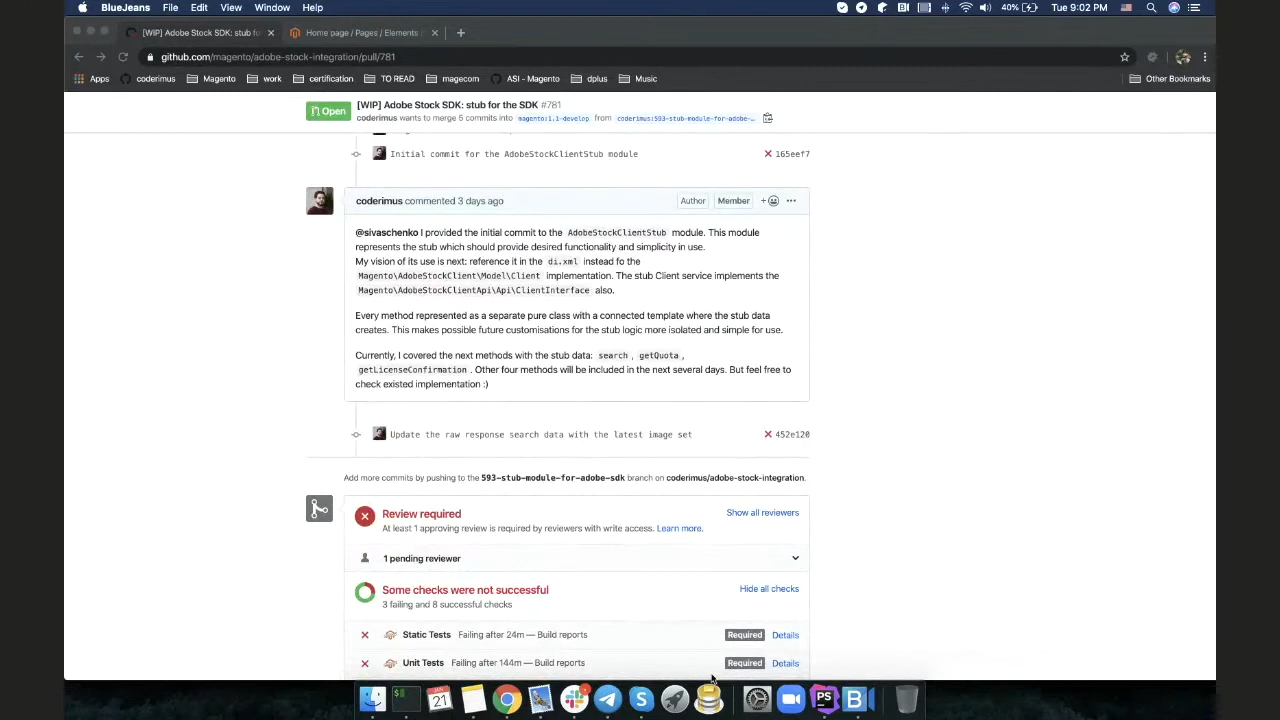 BlueJeans File Edit View Window Help 40% Tue 9:02 PM
[WIP] Adobe Stock SDK: stub fo Home page / Pages / Elements
github.com/magento/adobe-stock-integration/pull/781
Apps coderimus Magento work certification TO READ magecom ASI - Magento dplus Music Other Bookmarks
Open
[WIP] Adobe Stock SDK: stub for the SDK #781
coderimus wants to merge 5 commits into magento:1.1-develop from coderimus:593-stub-module-for-adobe-…
Initial commit for the AdobeStockClientStub module 165eef7
coderimus commented 3 days ago Author Member
@sivaschenko I provided the initial commit to the AdobeStockClientStub module. This module
represents the stub which should provide desired functionality and simplicity in use.
My vision of its use is next: reference it in the di.xml instead fo the
Magento\AdobeStockClient\Model\Client implementation. The stub Client service implements the
Magento\AdobeStockClientApi\Api\ClientInterface also.
Every method represented as a separate pure class with a connected template where the stub data
creates. This makes possible future customisations for the stub logic more isolated and simple for use.
Currently, I covered the next methods with the stub data: search , getQuota ,
getLicenseConfirmation . Other four methods will be included in the next several days. But feel free to
check existed implementation :)
Update the raw response search data with the latest image set 452e120
Add more commits by pushing to the 593-stub-module-for-adobe-sdk branch on coderimus/adobe-stock-integration.
Review required Show all reviewers
At least 1 approving review is required by reviewers with write access. Learn more.
1 pending reviewer
Some checks were not successful Hide all checks
3 failing and 8 successful checks
Static Tests Failing after 24m — Build reports Required Details
Unit Tests Failing after 144m — Build reports Required Details
JAN
21
PS
B